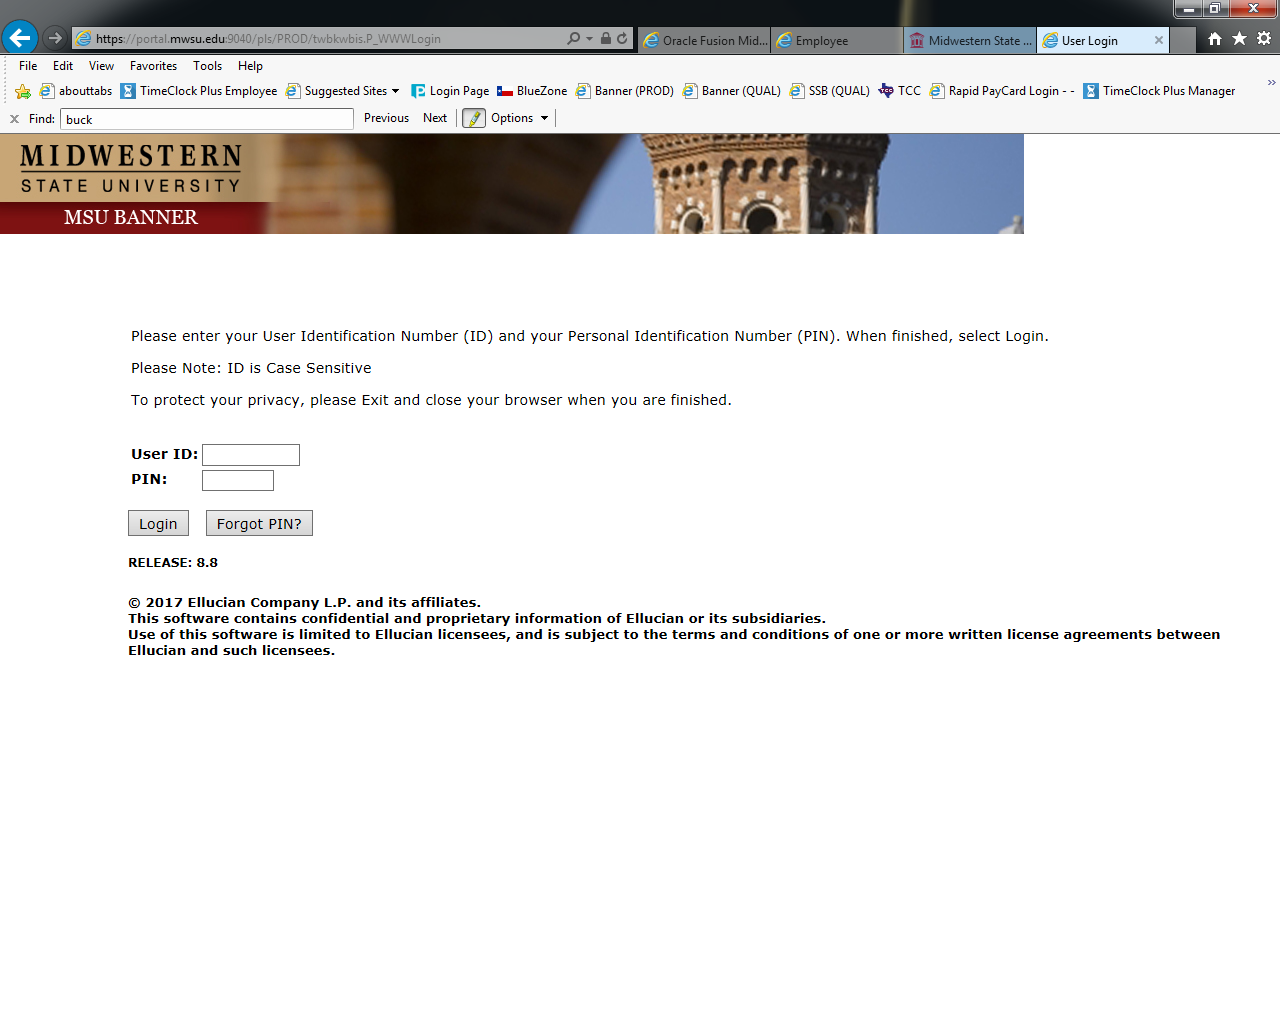 https://portal.mwsu.edu:9040/pls/PROD/twbkwbis.P_WWWLogin
Oracle Fusion Mid...
Employee
Midwestern State ...
User Login
File Edit View Favorites Tools Help
abouttabs TimeClock Plus Employee Suggested Sites Login Page BlueZone Banner (PROD) Banner (QUAL) SSB (QUAL) TCC Rapid PayCard Login - - TimeClock Plus Manager
Find: buck Previous Next Options
MIDWESTERN
STATE UNIVERSITY
MSU BANNER
Please enter your User Identification Number (ID) and your Personal Identification Number (PIN). When finished, select Login.
Please Note: ID is Case Sensitive
To protect your privacy, please Exit and close your browser when you are finished.
User ID:
PIN:
Login Forgot PIN?
RELEASE: 8.8
© 2017 Ellucian Company L.P. and its affiliates.
This software contains confidential and proprietary information of Ellucian or its subsidiaries.
Use of this software is limited to Ellucian licensees, and is subject to the terms and conditions of one or more written license agreements between
Ellucian and such licensees.